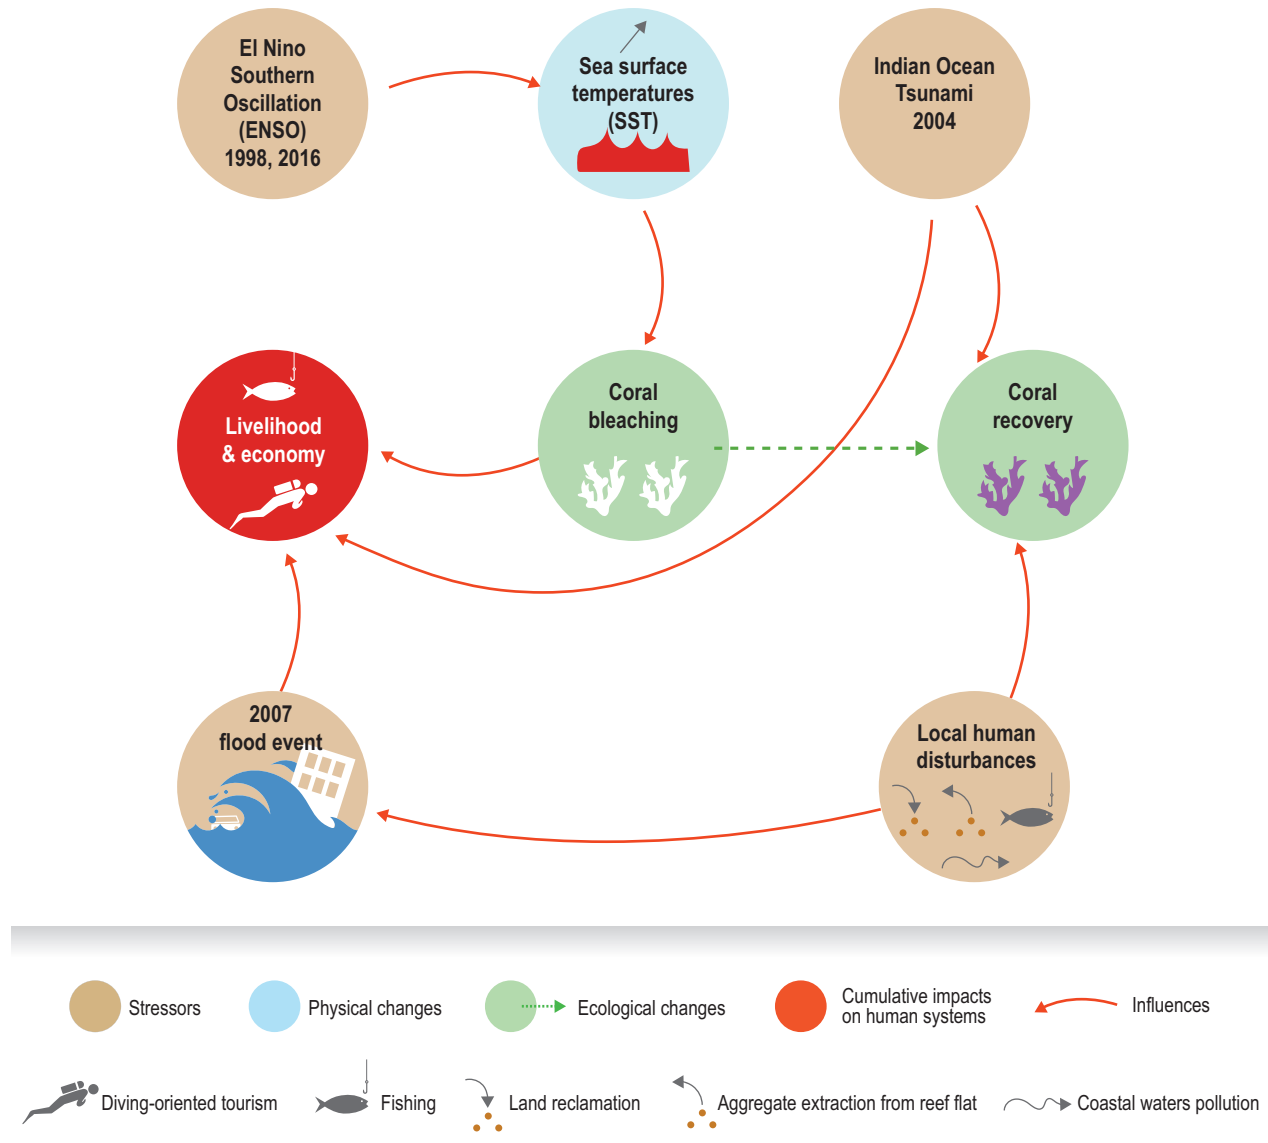 El Nino
Southern
Oscillation
(ENSO)
1998, 2016
Sea surface
temperatures
(SST)
Indian Ocean
Tsunami
2004
Livelihood
& economy
Coral
bleaching
Coral
recovery
2007
flood event
Local human
disturbances
Stressors
Physical changes
Ecological changes
Cumulative impacts
on human systems
Influences
Diving-oriented tourism
Fishing
Land reclamation
Aggregate extraction from reef flat
Coastal waters pollution